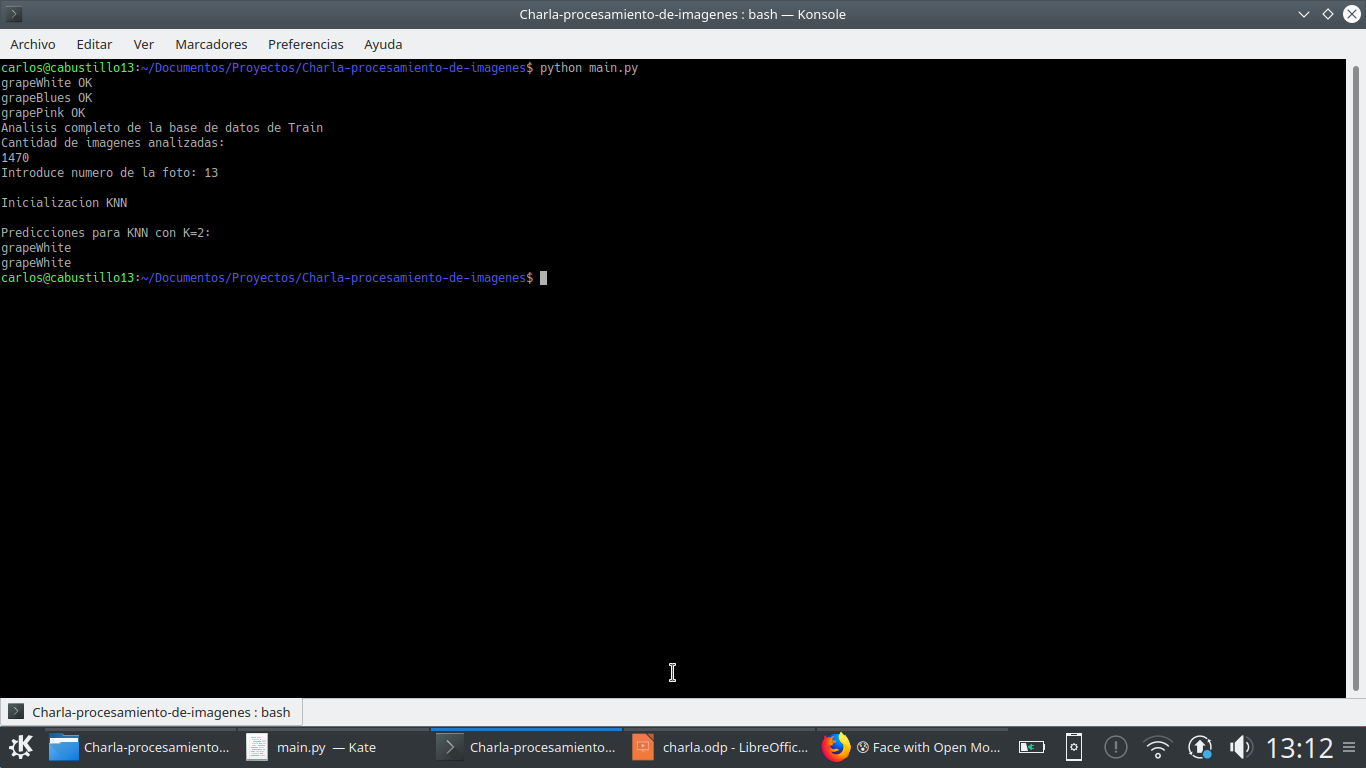 Charla-procesamiento-de-imagenes : bash — Konsole
Archivo Editar Ver Marcadores Preferencias Ayuda
carlos@cabustillo13:~/Documentos/Proyectos/Charla-procesamiento-de-imagenes$ python main.py
grapeWhite OK
grapeBlues OK
grapePink OK
Analisis completo de la base de datos de Train
Cantidad de imagenes analizadas:
1470
Introduce numero de la foto: 13
Inicializacion KNN
Predicciones para KNN con K=2:
grapeWhite
grapeWhite
carlos@cabustillo13:~/Documentos/Proyectos/Charla-procesamiento-de-imagenes$
Charla-procesamiento-de-imagenes : bash
Charla-procesamiento... main.py — Kate Charla-procesamiento... charla.odp - LibreOffic... Face with Open Mo... 13:12